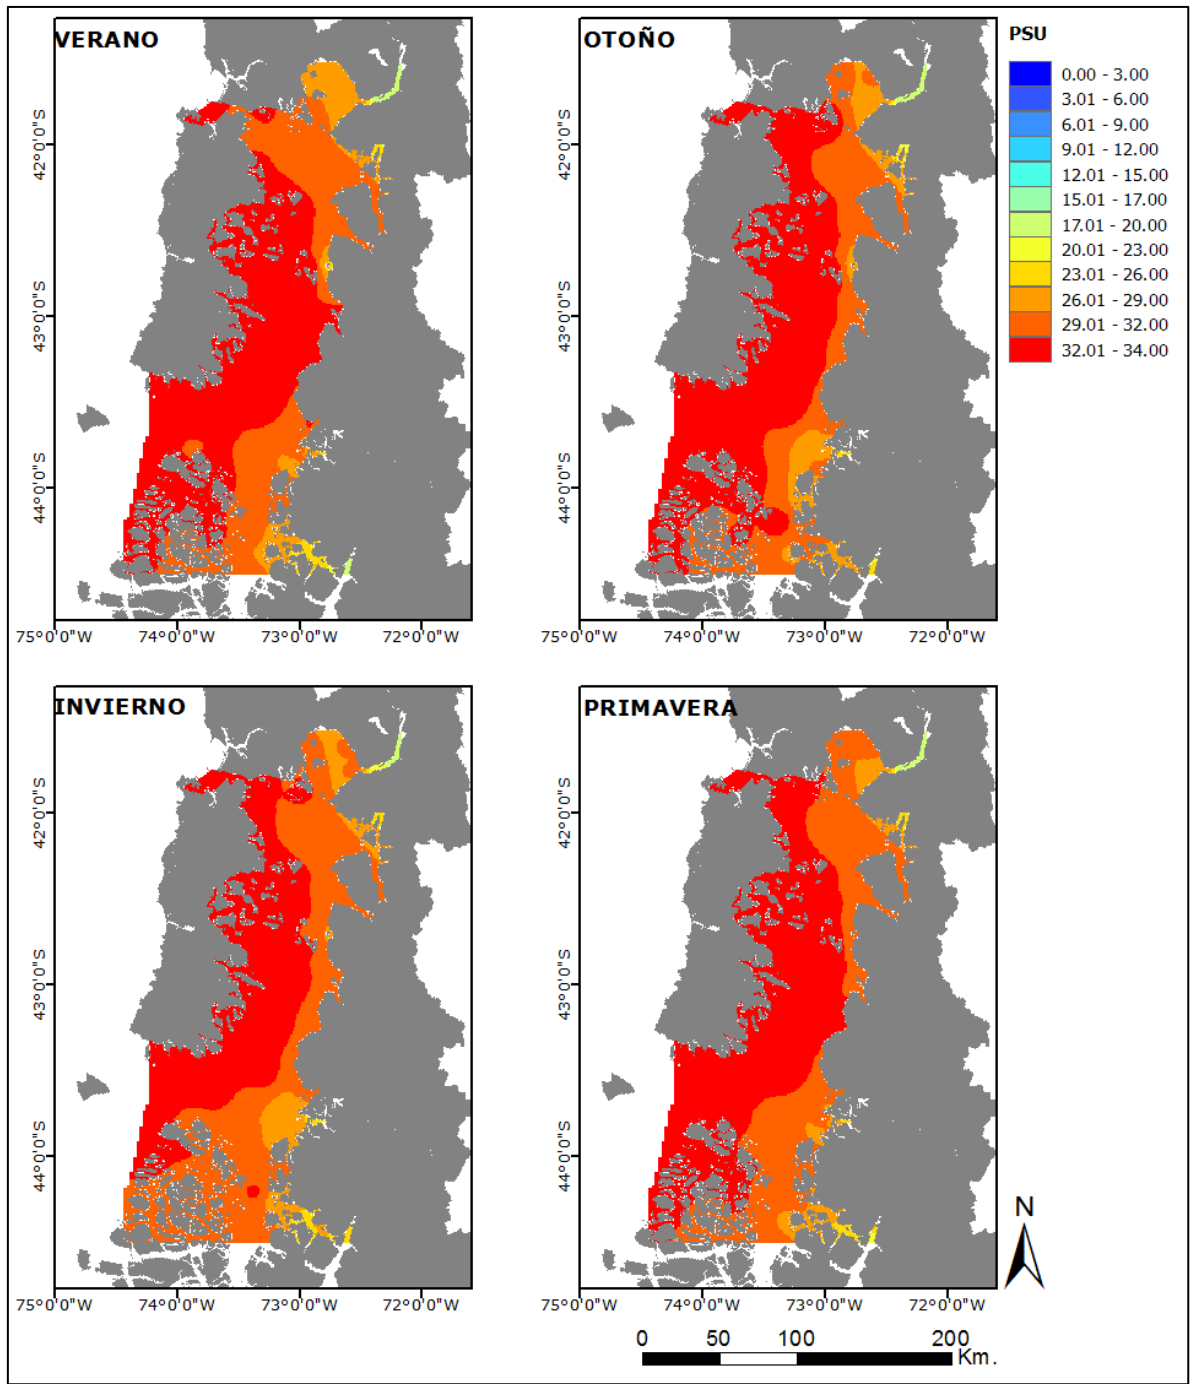 VERANO
42°0'0"S
43°0'0"S
44°0'0"S
75°0'0"W 74°0'0"W 73°0'0"W 72°0'0"W
OTOÑO
42°0'0"S
43°0'0"S
44°0'0"S
75°0'0"W 74°0'0"W 73°0'0"W 72°0'0"W
PSU
0.00 - 3.00
3.01 - 6.00
6.01 - 9.00
9.01 - 12.00
12.01 - 15.00
15.01 - 17.00
17.01 - 20.00
20.01 - 23.00
23.01 - 26.00
26.01 - 29.00
29.01 - 32.00
32.01 - 34.00
INVIERNO
42°0'0"S
43°0'0"S
44°0'0"S
75°0'0"W 74°0'0"W 73°0'0"W 72°0'0"W
PRIMAVERA
42°0'0"S
43°0'0"S
44°0'0"S
75°0'0"W 74°0'0"W 73°0'0"W 72°0'0"W
N
0 50 100 200
Km.